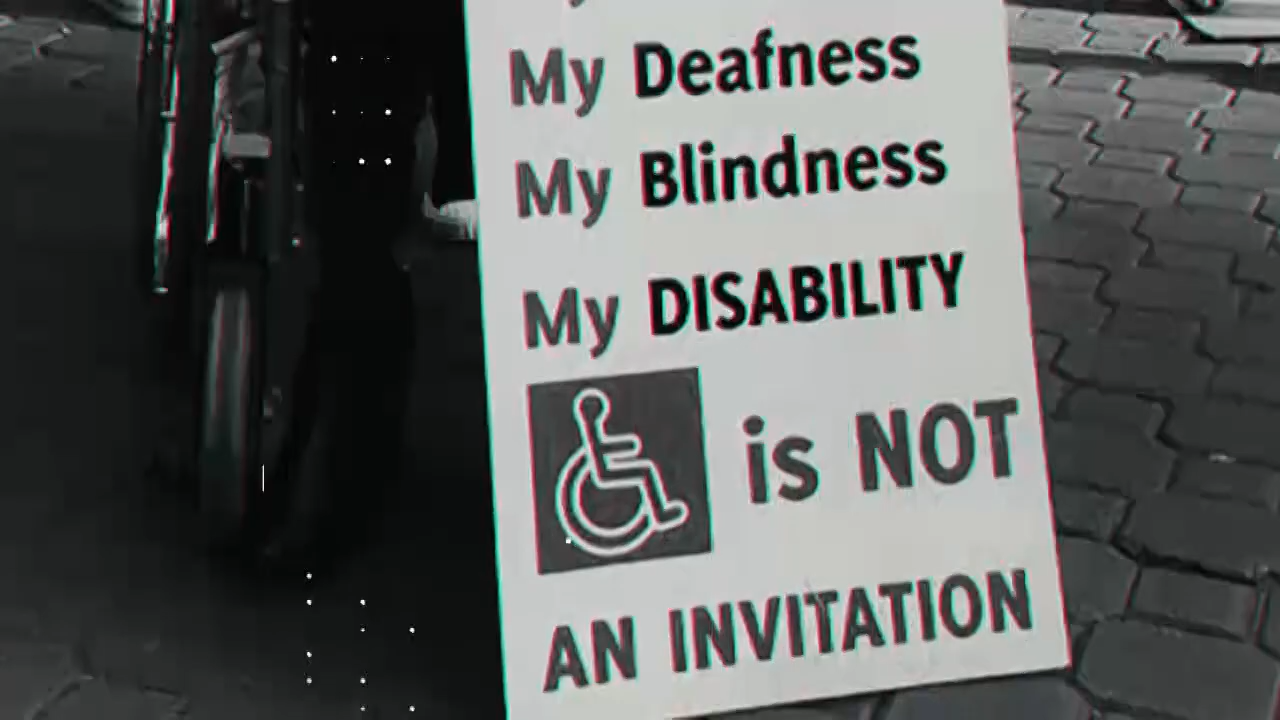 My Deafness
My Blindness
My DISABILITY
is NOT
AN INVITATION